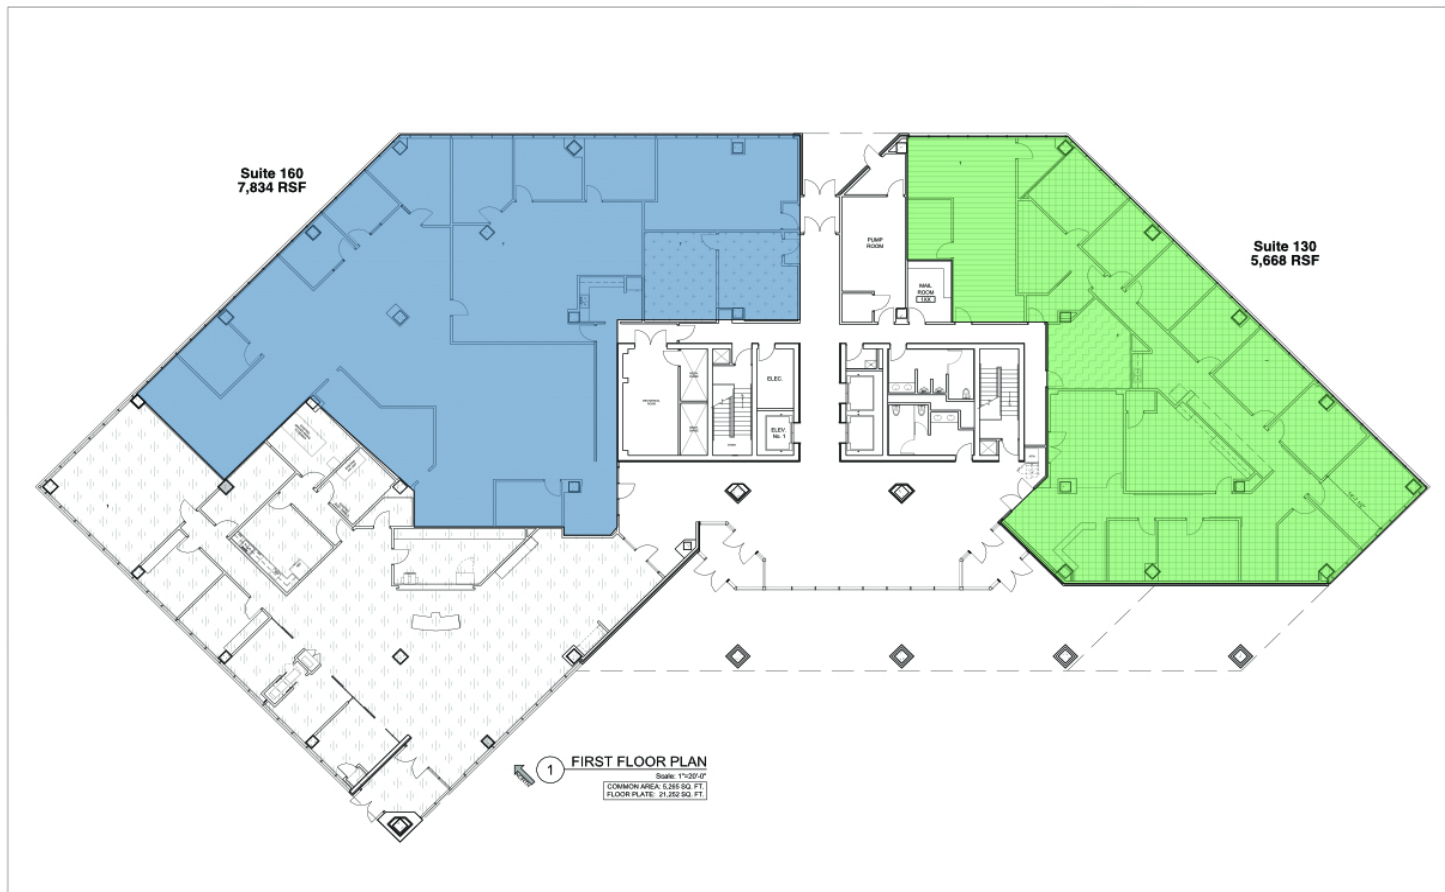 Suite 160
7,834 RSF
Suite 130
5,668 RSF
PUMP
ROOM
MAIL
ROOM
ELEC.
ELEV.
No. 1
1
FIRST FLOOR PLAN
Scale: 1"=20'-0"
COMMON AREA: 5,265 SQ. FT.
FLOOR PLATE: 21,252 SQ. FT.